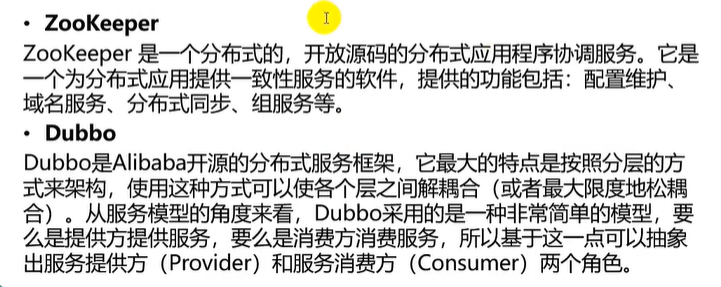 • ZooKeeper
ZooKeeper 是一个分布式的，开放源码的分布式应用程序协调服务。它是
一个为分布式应用提供一致性服务的软件，提供的功能包括：配置维护、
域名服务、分布式同步、组服务等。
• Dubbo
Dubbo是Alibaba开源的分布式服务框架，它最大的特点是按照分层的方
式来架构，使用这种方式可以使各个层之间解耦合（或者最大限度地松耦
合）。从服务模型的角度来看，Dubbo采用的是一种非常简单的模型，要
么是提供方提供服务，要么是消费方消费服务，所以基于这一点可以抽象
出服务提供方（Provider）和服务消费方（Consumer）两个角色。